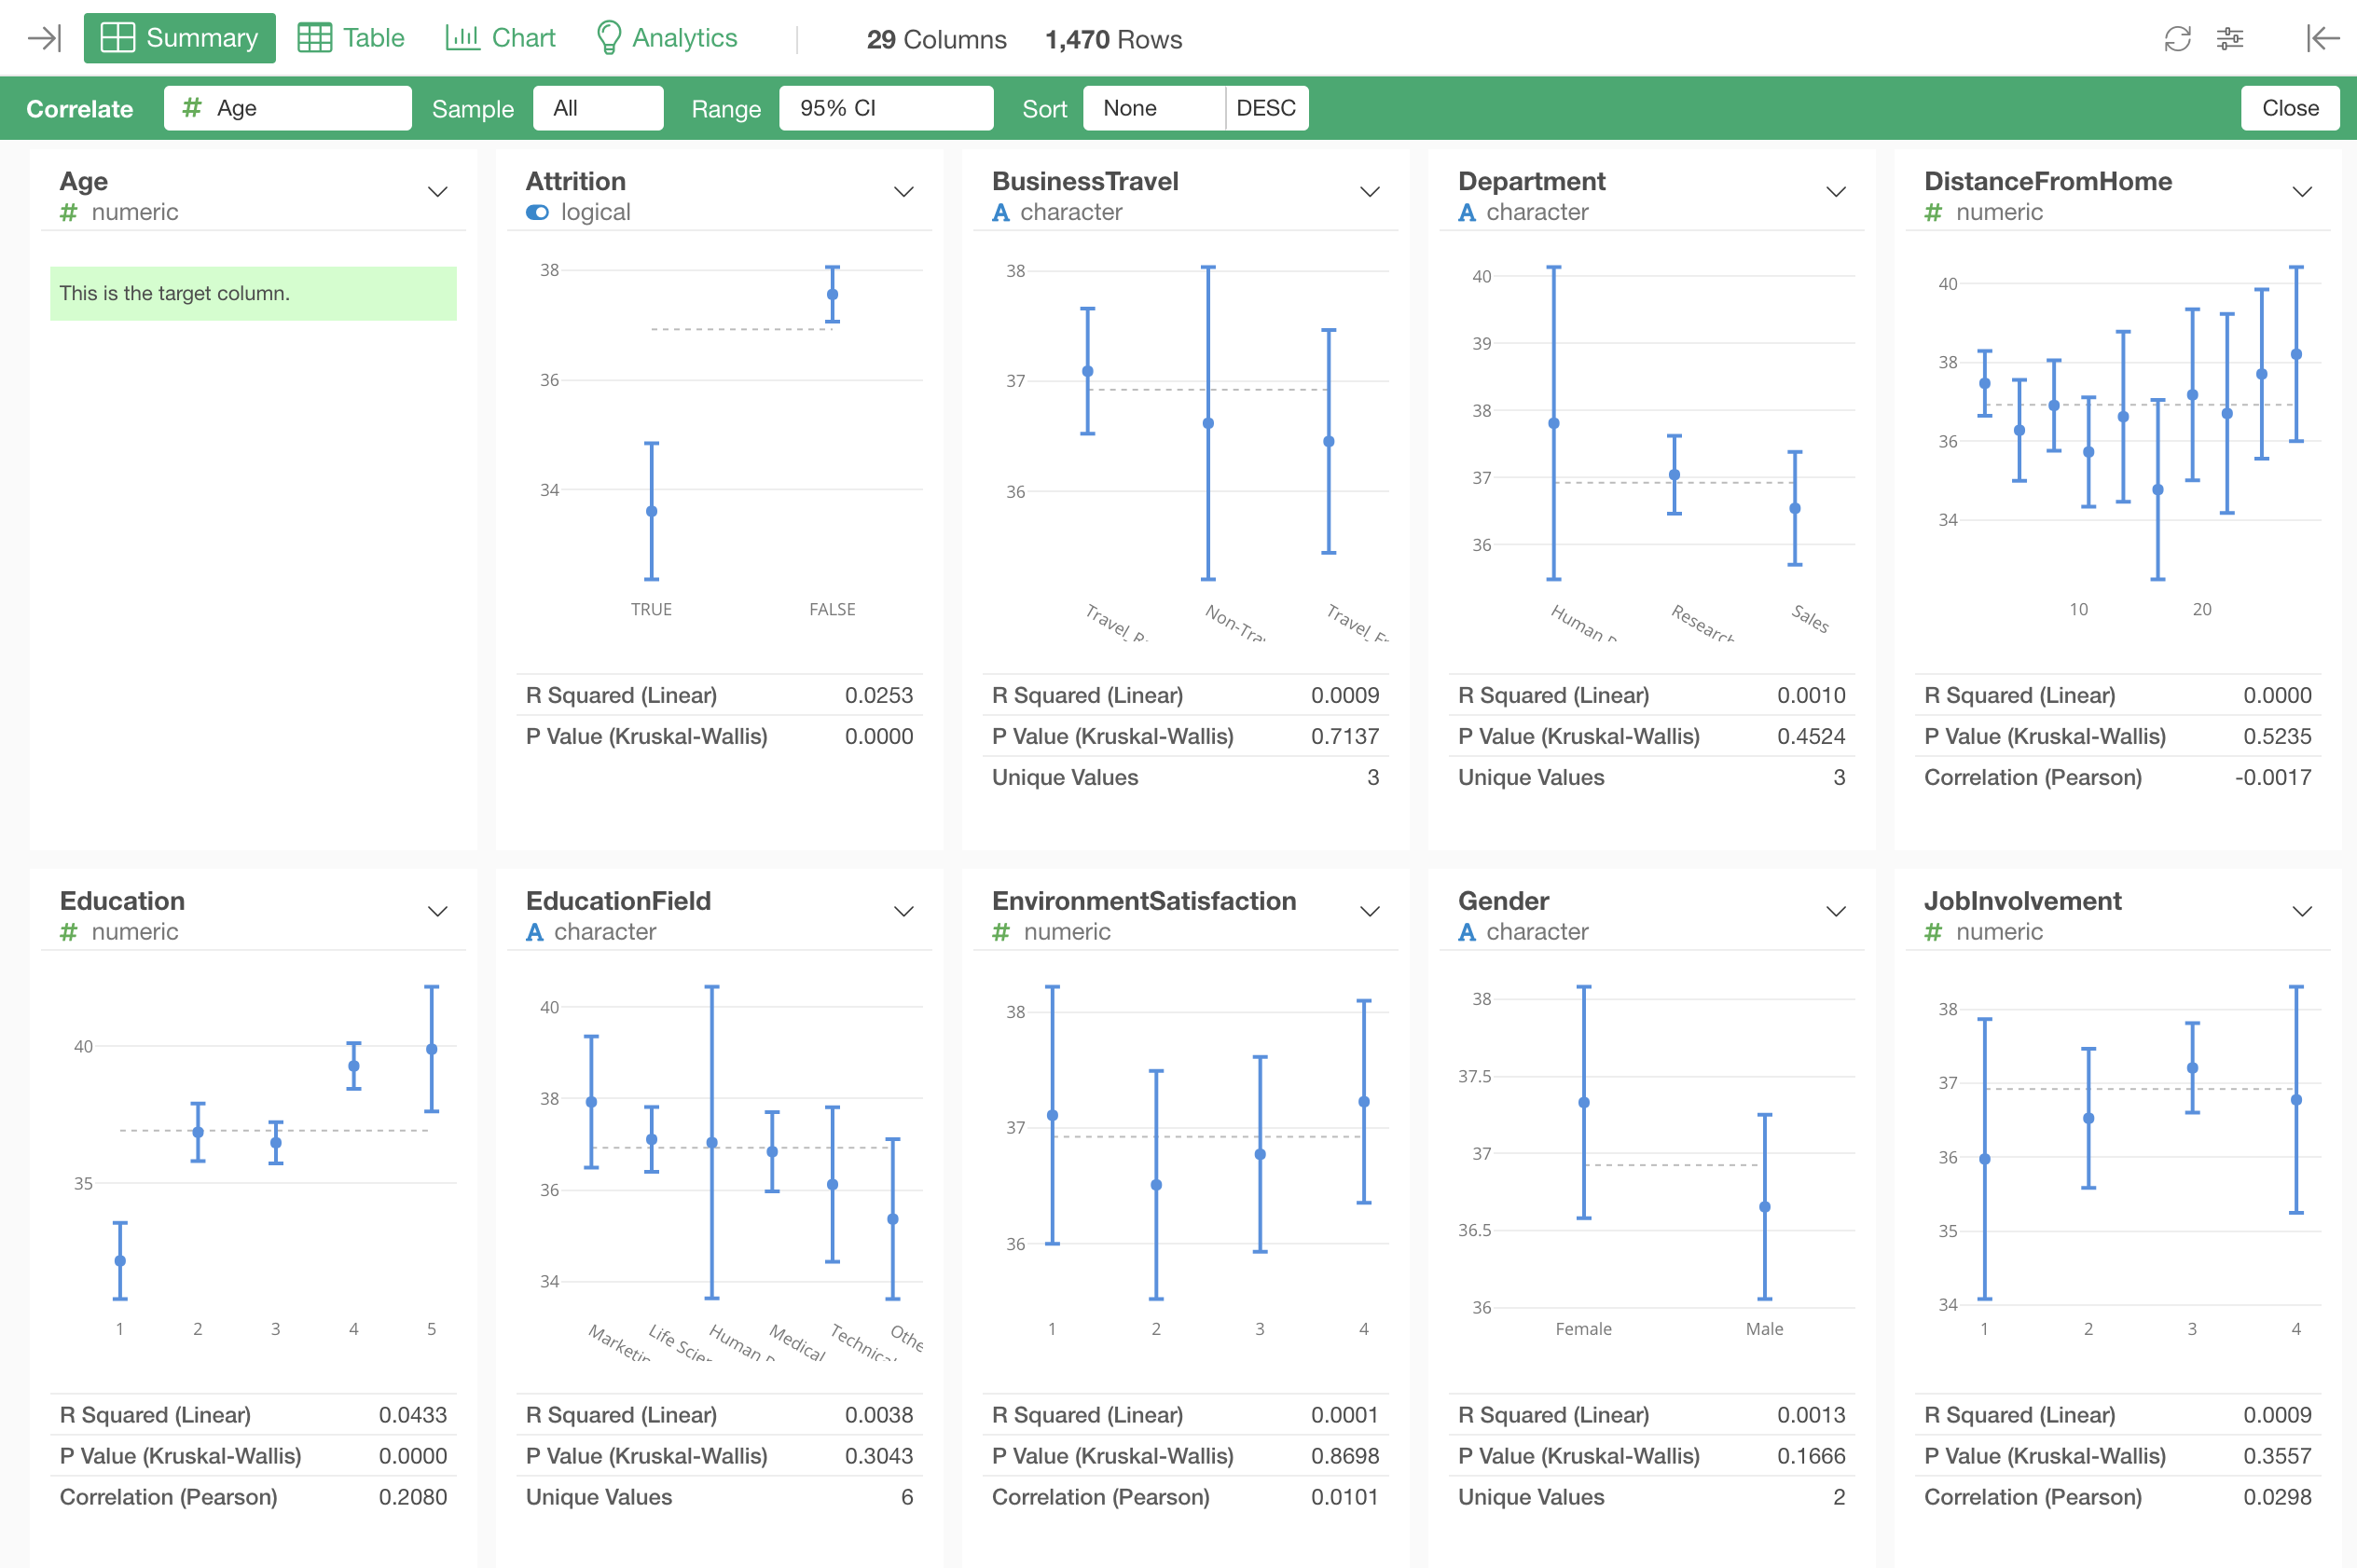 Summary Table Chart Analytics 29 Columns 1,470 Rows
Correlate # Age Sample All Range 95% CI Sort None DESC Close
Age
# numeric
This is the target column.
Attrition
logical
38
36
34
TRUE FALSE
R Squared (Linear) 0.0253
P Value (Kruskal-Wallis) 0.0000
BusinessTravel
A character
38
37
36
Travel_ Non-Tra Travel_
R Squared (Linear) 0.0009
P Value (Kruskal-Wallis) 0.7137
Unique Values 3
Department
A character
40
39
38
37
36
Human Research Sales
R Squared (Linear) 0.0010
P Value (Kruskal-Wallis) 0.4524
Unique Values 3
DistanceFromHome
# numeric
40
38
36
34
10 20
R Squared (Linear) 0.0000
P Value (Kruskal-Wallis) 0.5235
Correlation (Pearson) -0.0017
Education
# numeric
40
35
1 2 3 4 5
R Squared (Linear) 0.0433
P Value (Kruskal-Wallis) 0.0000
Correlation (Pearson) 0.2080
EducationField
A character
40
38
36
34
Marketin Life Scie Human Medical Technica Othe
R Squared (Linear) 0.0038
P Value (Kruskal-Wallis) 0.3043
Unique Values 6
EnvironmentSatisfaction
# numeric
38
37
36
1 2 3 4
R Squared (Linear) 0.0001
P Value (Kruskal-Wallis) 0.8698
Correlation (Pearson) 0.0101
Gender
A character
38
37.5
37
36.5
36
Female Male
R Squared (Linear) 0.0013
P Value (Kruskal-Wallis) 0.1666
Unique Values 2
JobInvolvement
# numeric
38
37
36
35
34
1 2 3 4
R Squared (Linear) 0.0009
P Value (Kruskal-Wallis) 0.3557
Correlation (Pearson) 0.0298